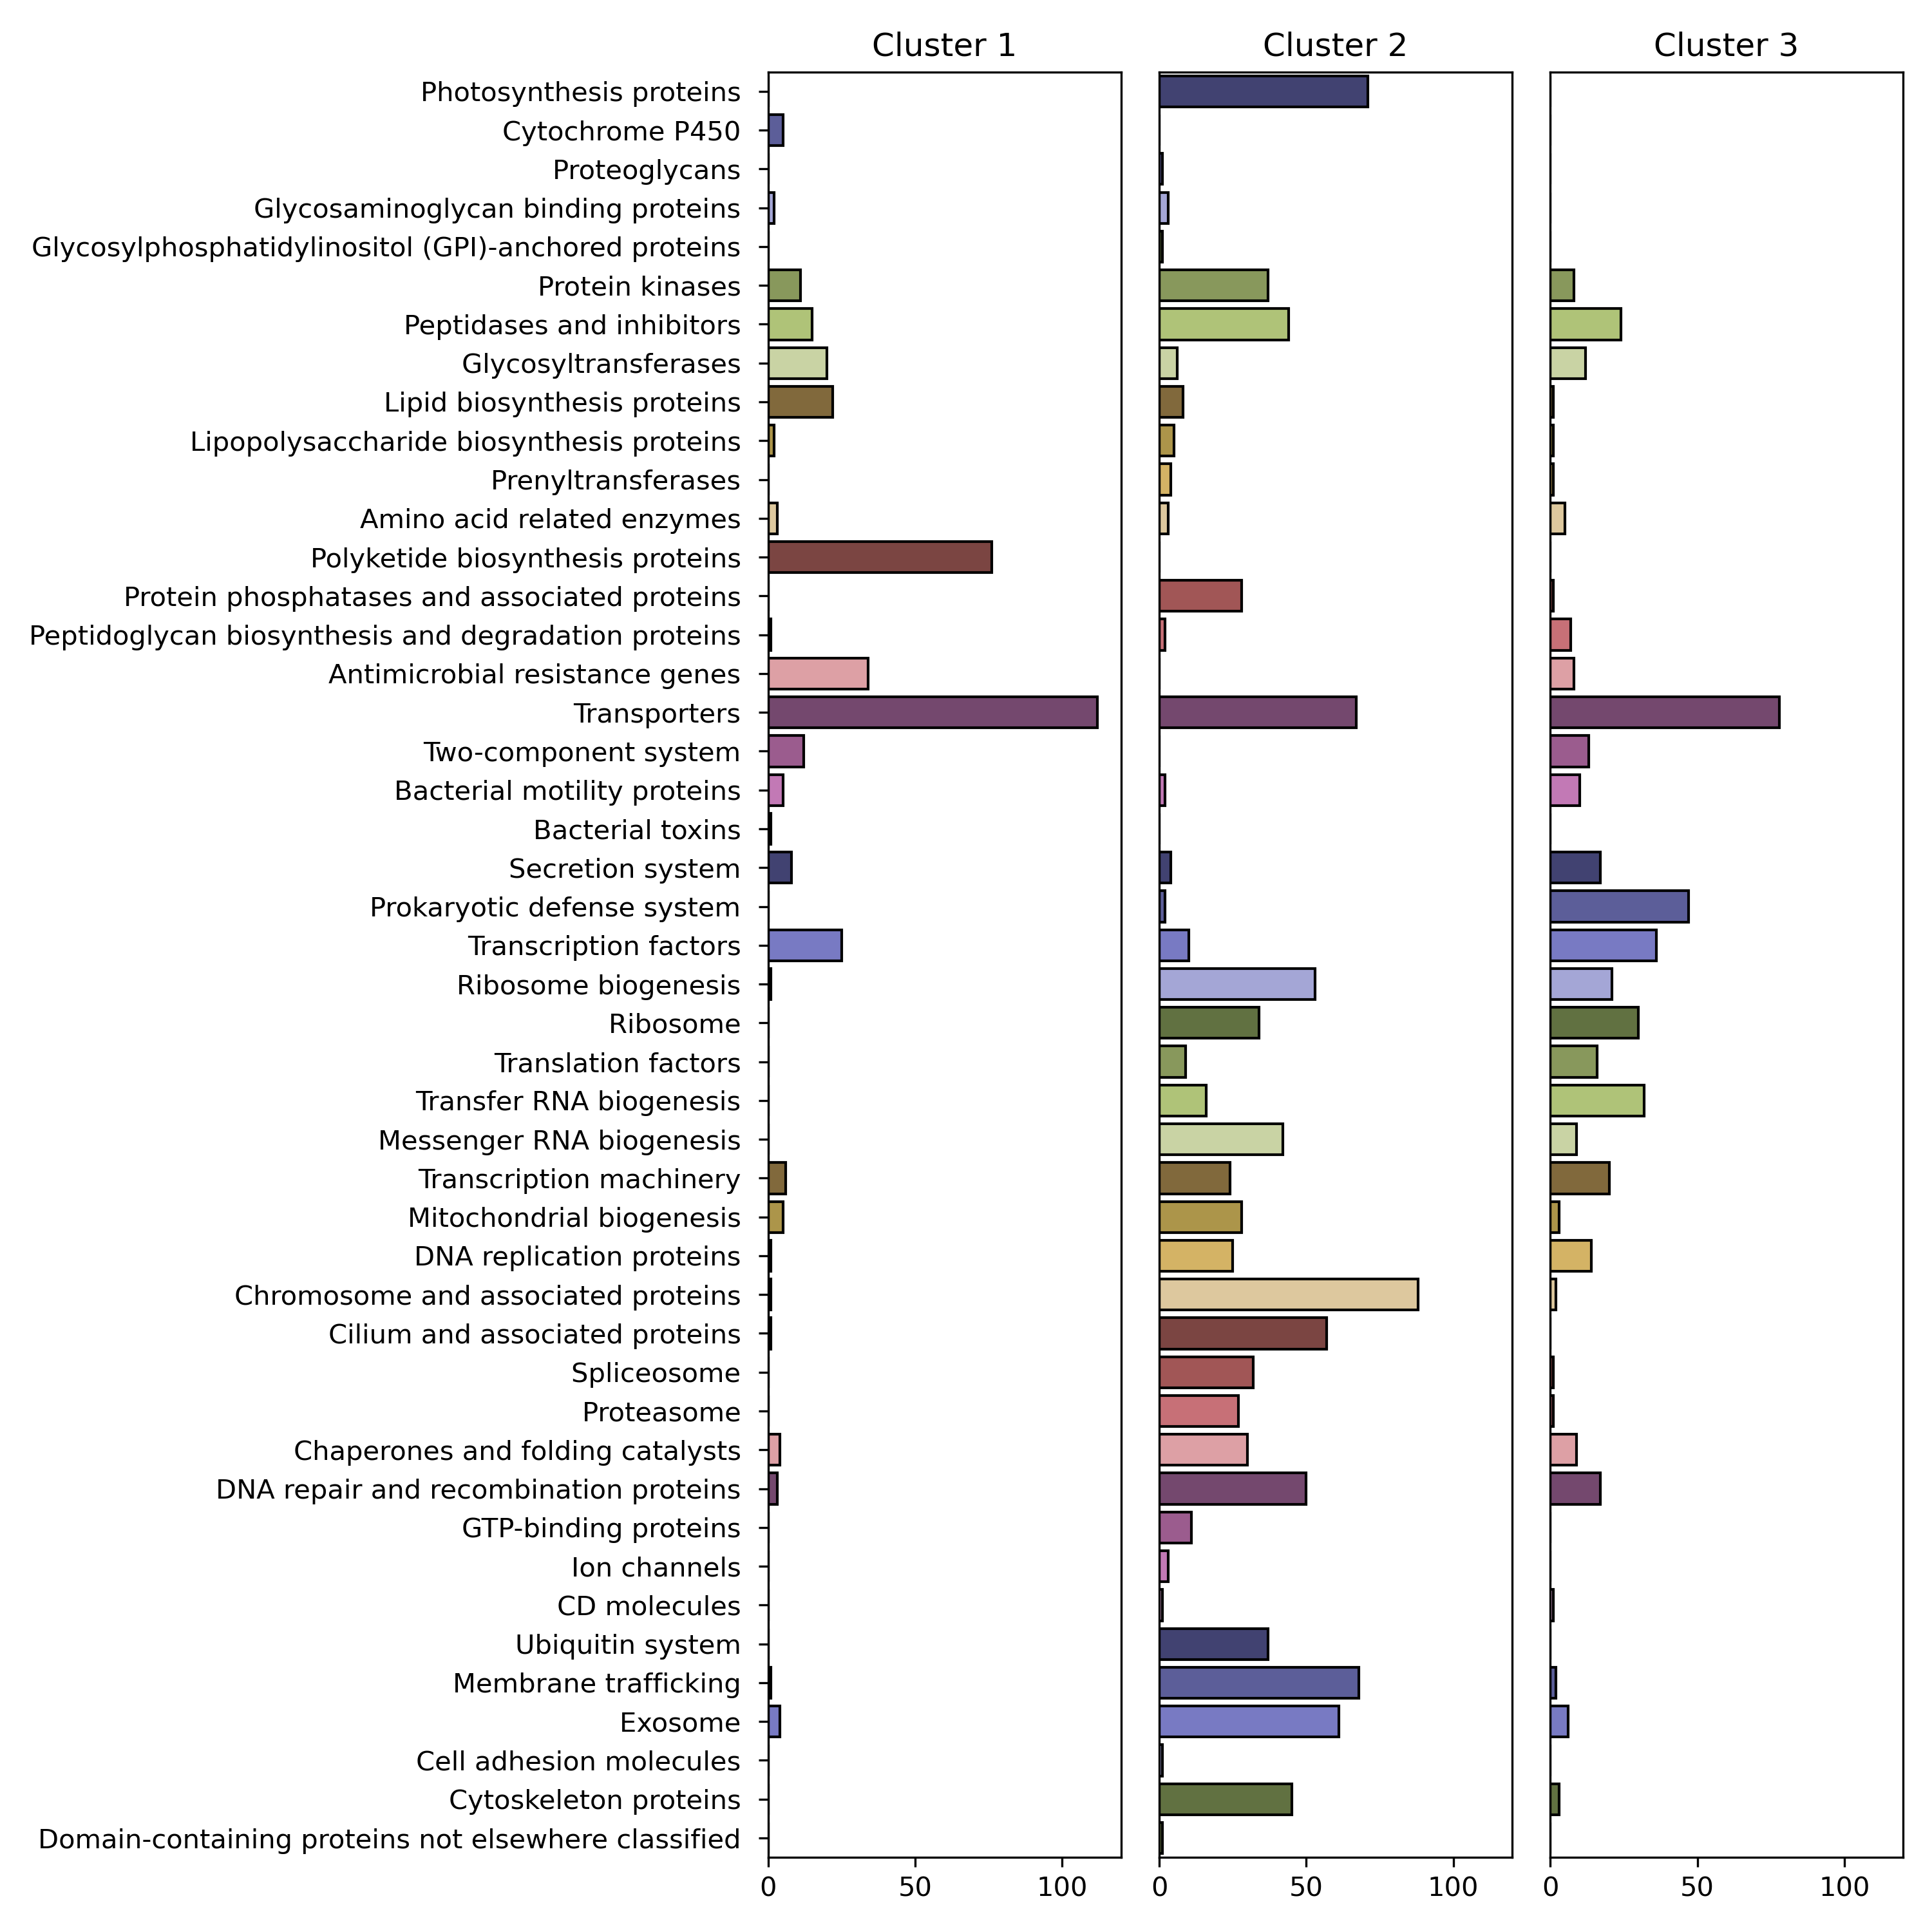 Cluster 1
Cluster 2
Cluster 3
Photosynthesis proteins
Cytochrome P450
Proteoglycans
Glycosaminoglycan binding proteins
Glycosylphosphatidylinositol (GPI)-anchored proteins
Protein kinases
Peptidases and inhibitors
Glycosyltransferases
Lipid biosynthesis proteins
Lipopolysaccharide biosynthesis proteins
Prenyltransferases
Amino acid related enzymes
Polyketide biosynthesis proteins
Protein phosphatases and associated proteins
Peptidoglycan biosynthesis and degradation proteins
Antimicrobial resistance genes
Transporters
Two-component system
Bacterial motility proteins
Bacterial toxins
Secretion system
Prokaryotic defense system
Transcription factors
Ribosome biogenesis
Ribosome
Translation factors
Transfer RNA biogenesis
Messenger RNA biogenesis
Transcription machinery
Mitochondrial biogenesis
DNA replication proteins
Chromosome and associated proteins
Cilium and associated proteins
Spliceosome
Proteasome
Chaperones and folding catalysts
DNA repair and recombination proteins
GTP-binding proteins
Ion channels
CD molecules
Ubiquitin system
Membrane trafficking
Exosome
Cell adhesion molecules
Cytoskeleton proteins
Domain-containing proteins not elsewhere classified
0 50 100
0 50 100
0 50 100